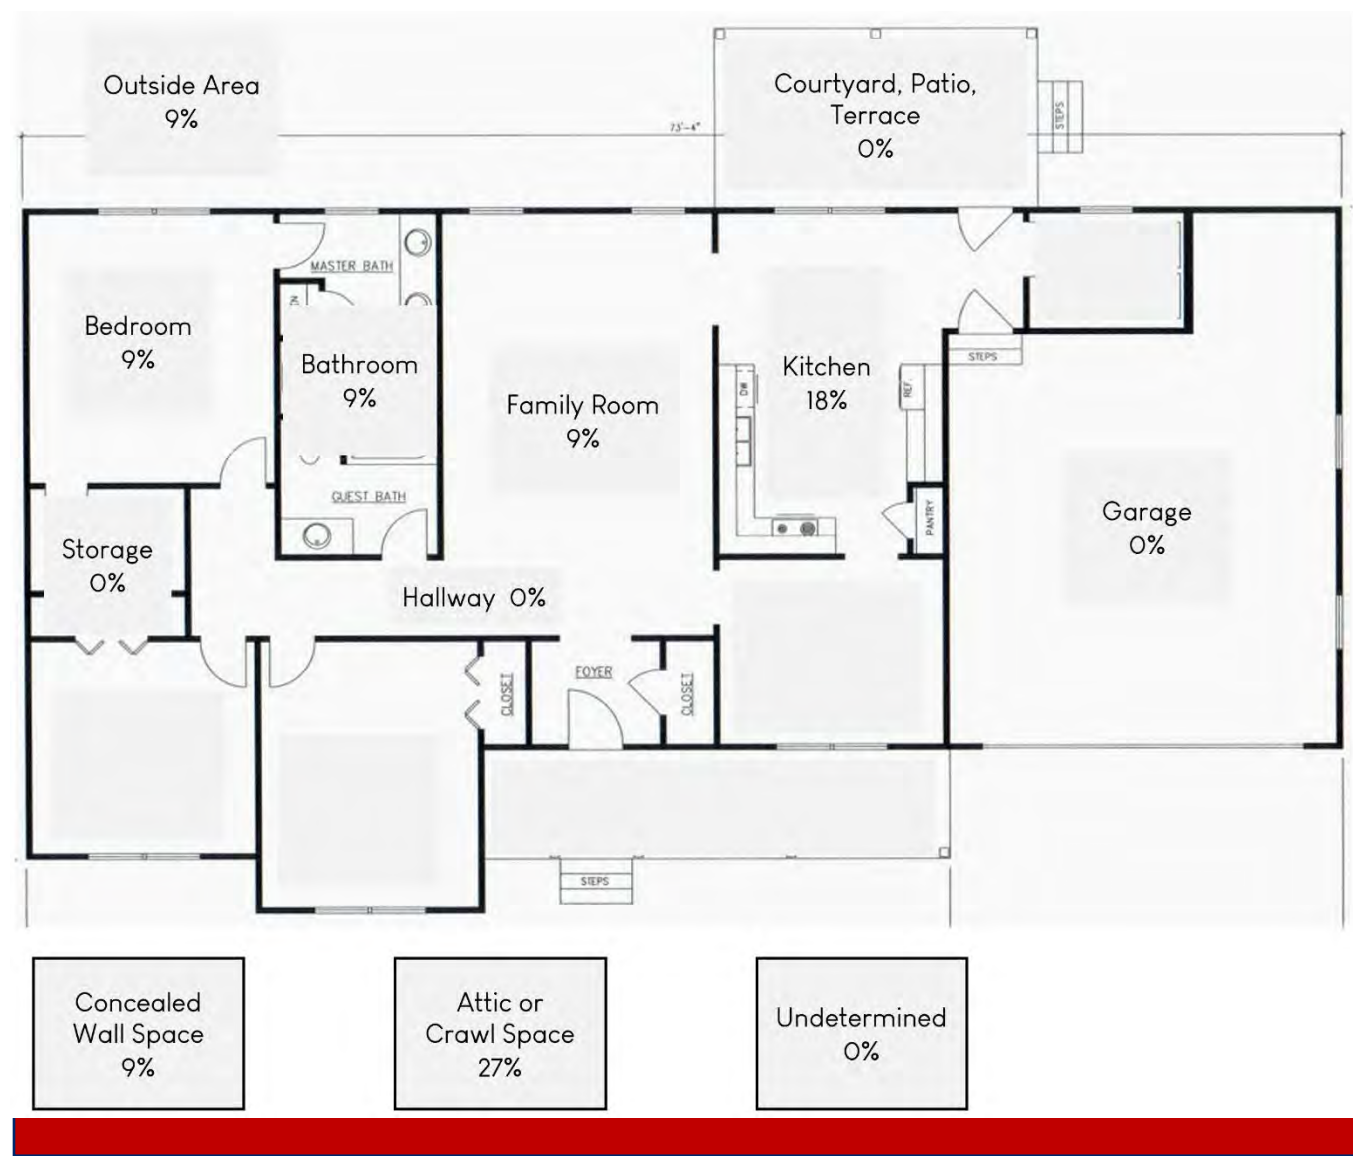 Outside Area
9%
Courtyard, Patio,
Terrace
0%
STEPS
73'-4"
MASTER BATH
Bedroom
9%
Bathroom
9%
Family Room
9%
Kitchen
18%
DW
REF.
STEPS
GUEST BATH
PANTRY
Garage
0%
Storage
0%
Hallway 0%
CLOSET
FOYER
CLOSET
STEPS
Concealed
Wall Space
9%
Attic or
Crawl Space
27%
Undetermined
0%